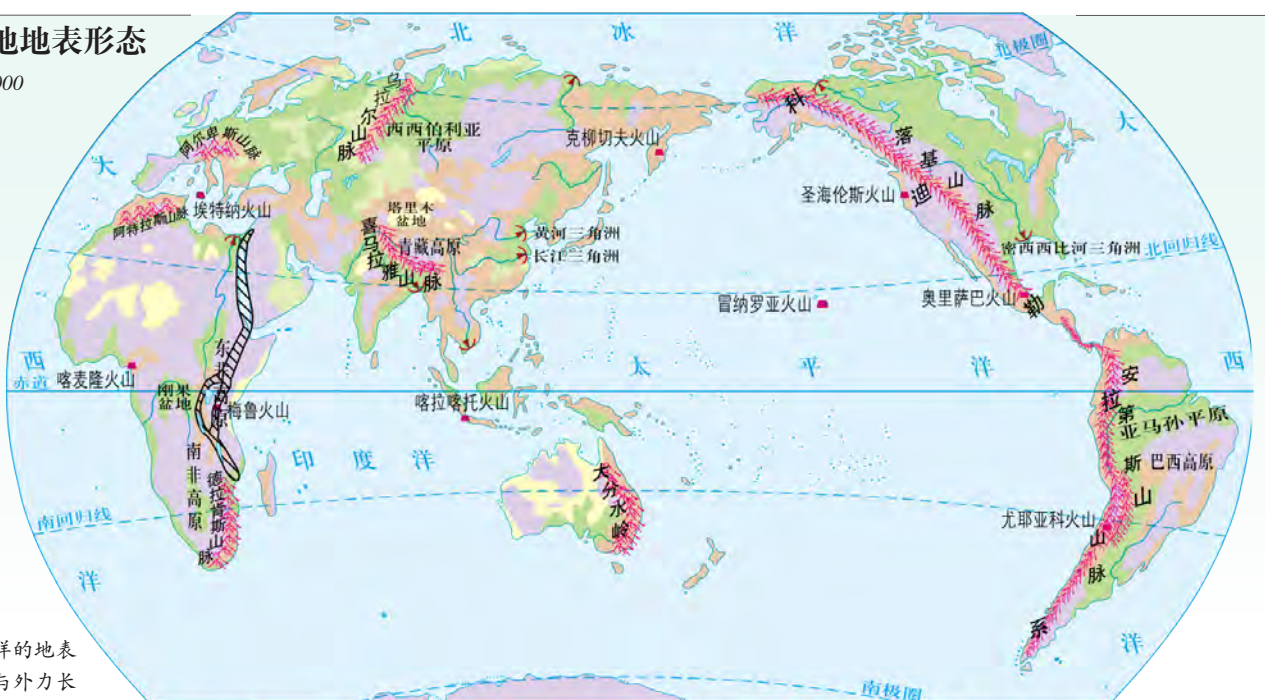 地地表形态
000
北冰洋
北极圈
大
大
乌拉尔山脉
西西伯利亚
平原
克柳切夫火山
科迪勒系
落基山脉
阿尔卑斯山脉
圣海伦斯火山
埃特纳火山
阿特拉斯山脉
塔里木
盆地
喜马拉雅山脉
青藏高原
黄河三角洲
长江三角洲
密西西比河三角洲
北回归线
冒纳罗亚火山
奥里萨巴火山
西
东非高原
太平洋
西
赤道
喀麦隆火山
刚果
盆地
梅鲁火山
喀拉喀托火山
安第斯山脉
拉
山
亚马孙平原
巴西高原
印度洋
南非高原
德拉肯斯山脉
大分水岭
南回归线
尤耶亚科火山
洋
洋
样的地表
与外力长
南极圈